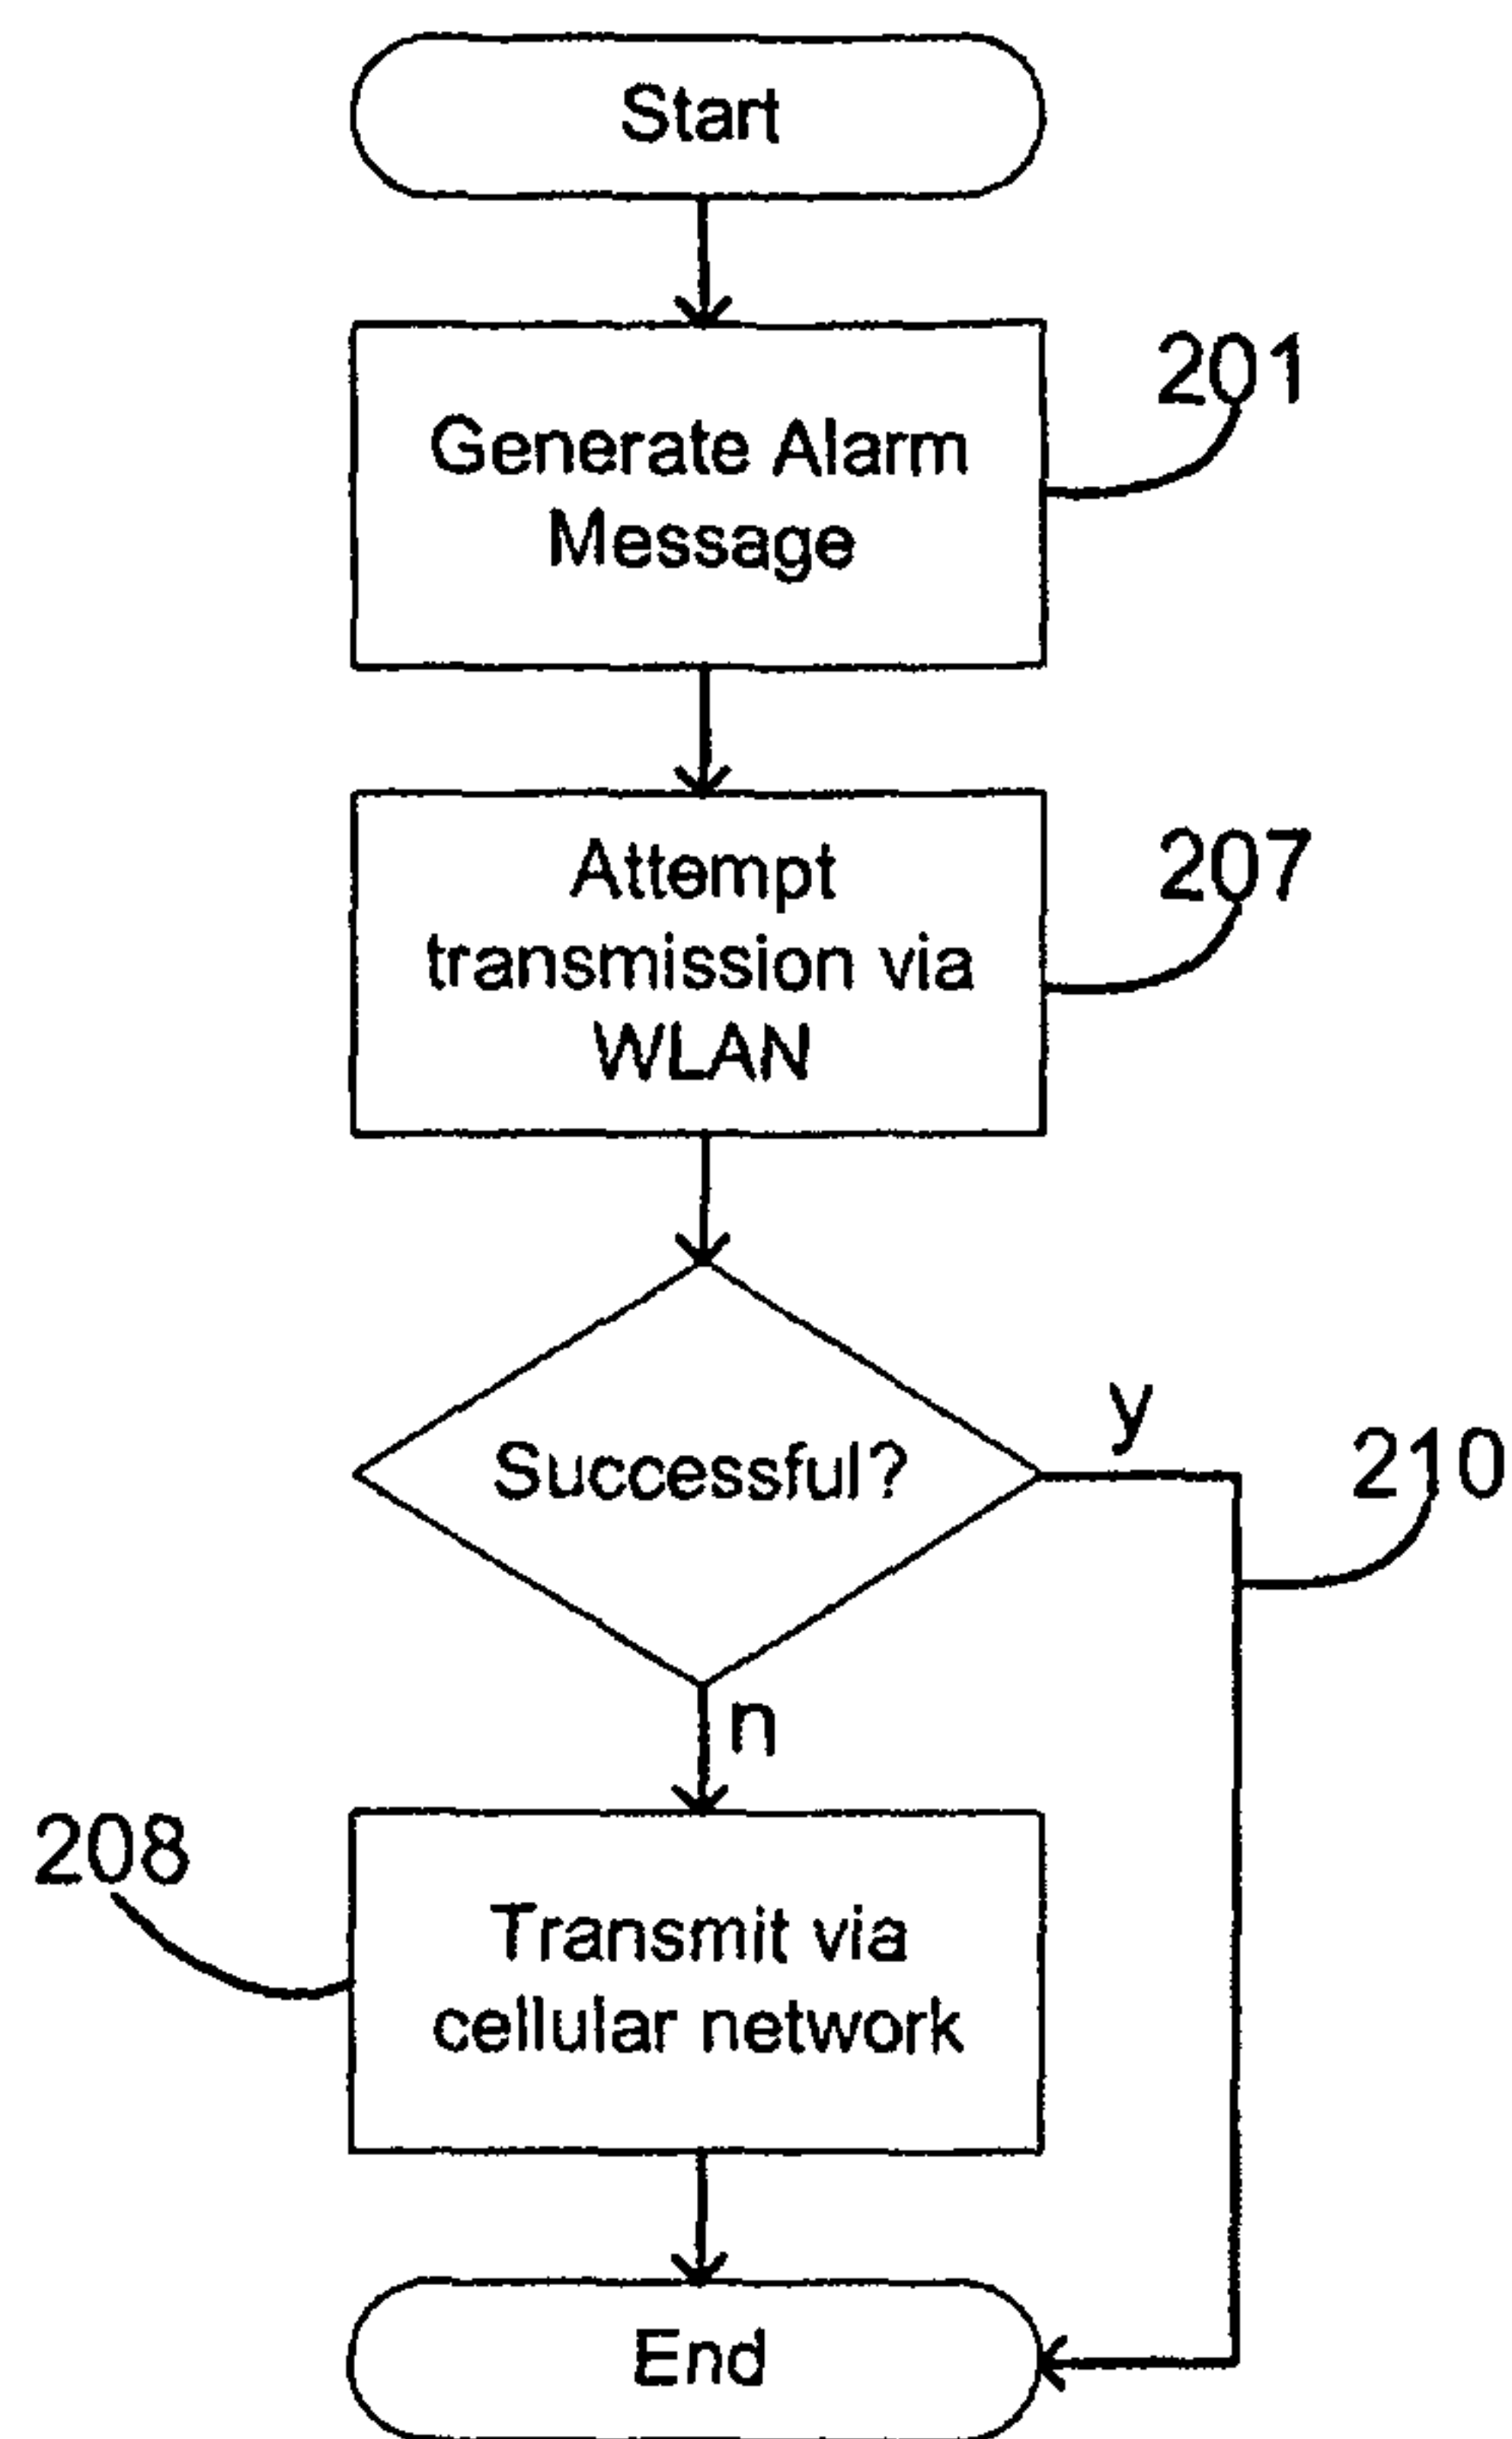 Start
201
Generate Alarm
Message
207
Attempt
transmission via
WLAN
y
210
Successful?
n
208
Transmit via
cellular network
End